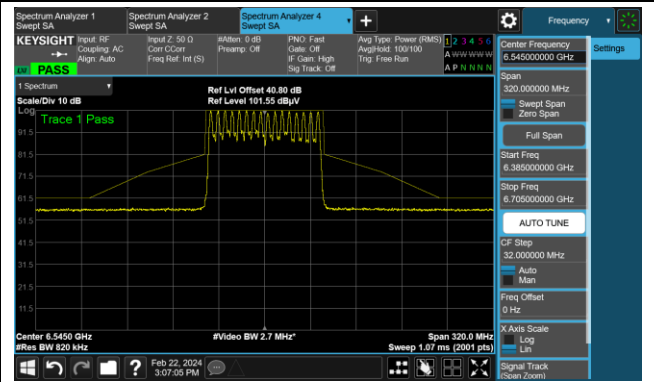 Spectrum Analyzer 1
Swept SA
Spectrum Analyzer 2
Swept SA
Spectrum Analyzer 4
Swept SA
Frequency
KEYSIGHT
Input: RF
Coupling: AC
Align: Auto
Input Z: 50 Ω
Corr CCorr
Freq Ref: Int (S)
#Atten: 0 dB
Preamp: Off
PNO: Fast
Gate: Off
IF Gain: High
Sig Track: Off
Avg Type: Power (RMS)
Avg|Hold: 100/100
Trig: Free Run
1 2 3 4 5 6
A W W W W W
A P N N N N
LXI
PASS
1 Spectrum
Scale/Div 10 dB
Ref Lvl Offset 40.80 dB
Ref Level 101.55 dBµV
Log
Trace 1 Pass
91.5
81.5
71.5
61.5
51.5
41.5
31.5
21.5
11.5
Center 6.5450 GHz
#Res BW 820 kHz
#Video BW 2.7 MHz*
Span 320.0 MHz
Sweep 1.07 ms (2001 pts)
Feb 22, 2024
3:07:05 PM
Center Frequency
6.545000000 GHz
Span
320.000000 MHz
Swept Span
Zero Span
Full Span
Start Freq
6.385000000 GHz
Stop Freq
6.705000000 GHz
AUTO TUNE
CF Step
32.000000 MHz
Auto
Man
Freq Offset
0 Hz
X Axis Scale
Log
Lin
Signal Track
(Span Zoom)
Settings